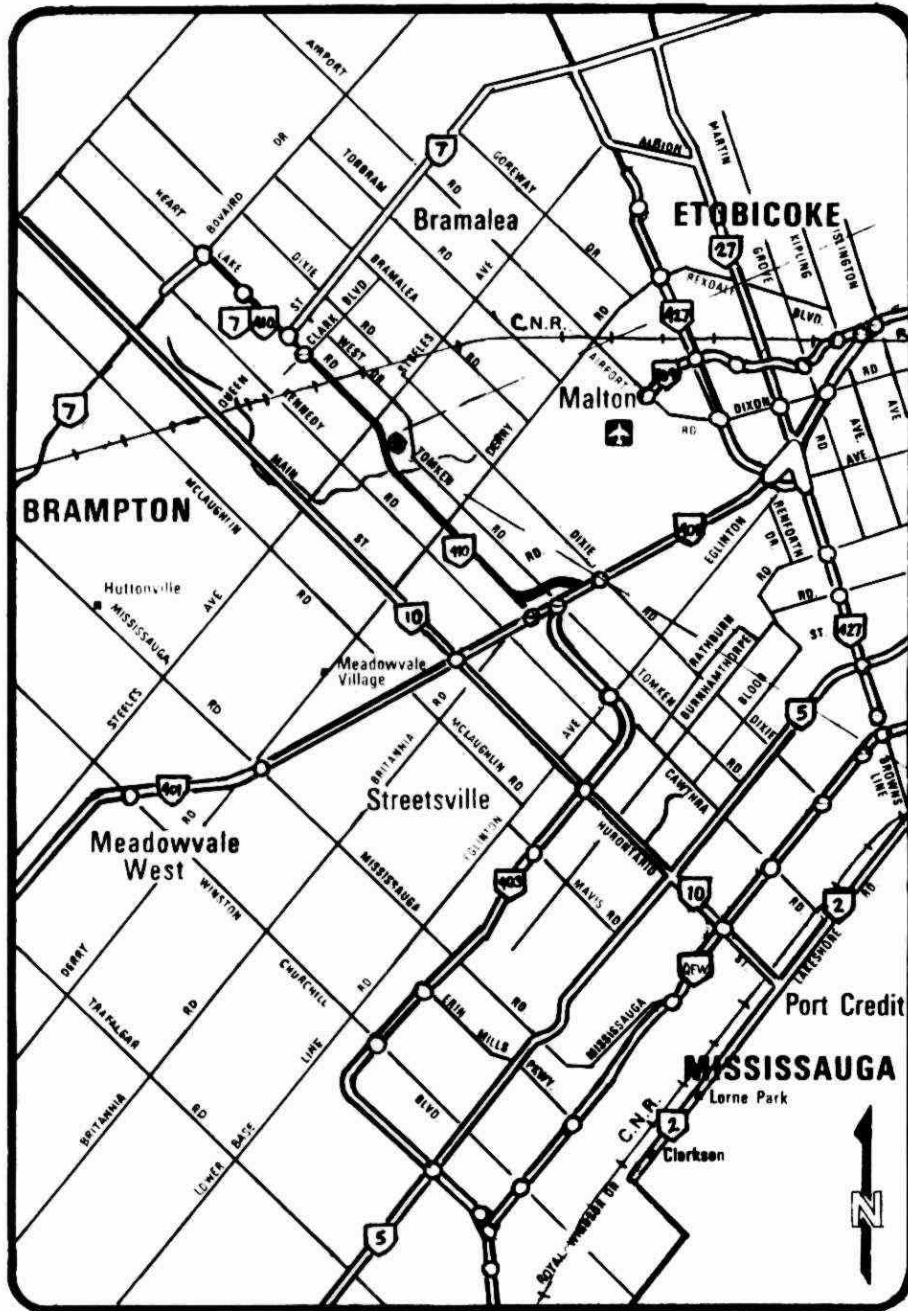 AIRPORT
BOVAIRD DR
TORBRAM RD
7
GOREWAY DR
ALBION
MARTIN GROVE RD
Bramalea
ETOBICOKE
KIPLING AVE.
ISLINGTON AVE
27
HEART LAKE
DIXIE
BRAMALEA RD
ST
CLARK BLVD
WEST DR
STEELES AVE
REXDALE BLVD.
427
7
410
C.N.R.
RD
AIRPORT RD
409
Malton
DIXON RD
7
QUEEN
KENNEDY RD
TOMKEN RD
DERRY RD
MAIN ST.
BRAMPTON
MCLAUGHLIN RD
410
DIXIE RD
401
EGLINTON AVE
RENFORTH DR
Huttonville
MISSISSAUGA RD
STEELES AVE
10
Meadowvale
Village
RATHBURN RD
BURNHAMTHORPE RD.
BLOOR ST.
427
TOMKEN RD
DIXIE RD
5
BRITANNIA
MCLAUGHLIN RD
EGLINTON AVE
CAWTHRA RD
BROWNS
LINE
401
Streetsville
Meadowvale
West
HURONTARIO ST
403
MAVIS RD
10
2
LAKESHORE RD
WINSTON CHURCHILL BLVD
MISSISSAUGA RD
QEW
DERRY RD
TRAFALGAR RD
ERIN MILLS PKWY.
MISSISSAUGA
Port Credit
MISSISSAUGA
Lorne Park
BRITANNIA RD
LOWER BASE LINE
C.N.R.
2
Clarkson
ROYAL WINDSOR DR
5
N